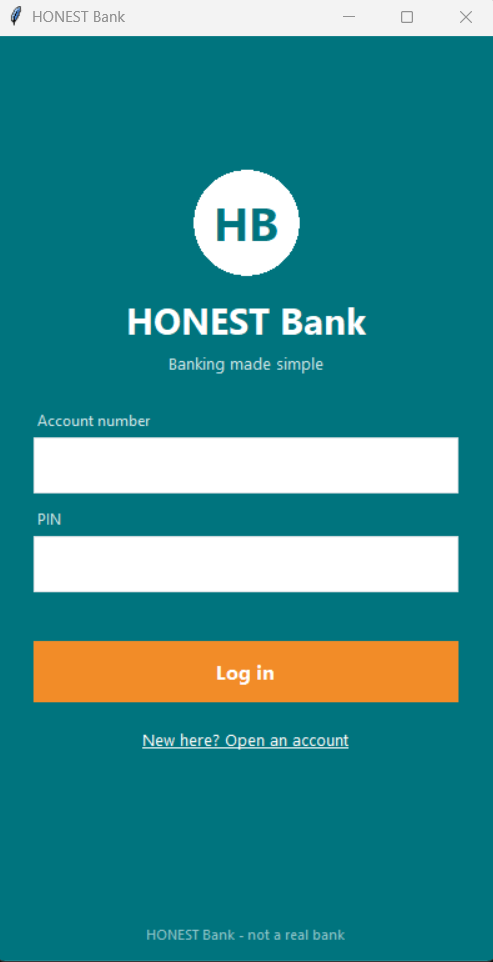 HONEST Bank
HB
HONEST Bank
Banking made simple
Account number
PIN
Log in
New here? Open an account
HONEST Bank - not a real bank